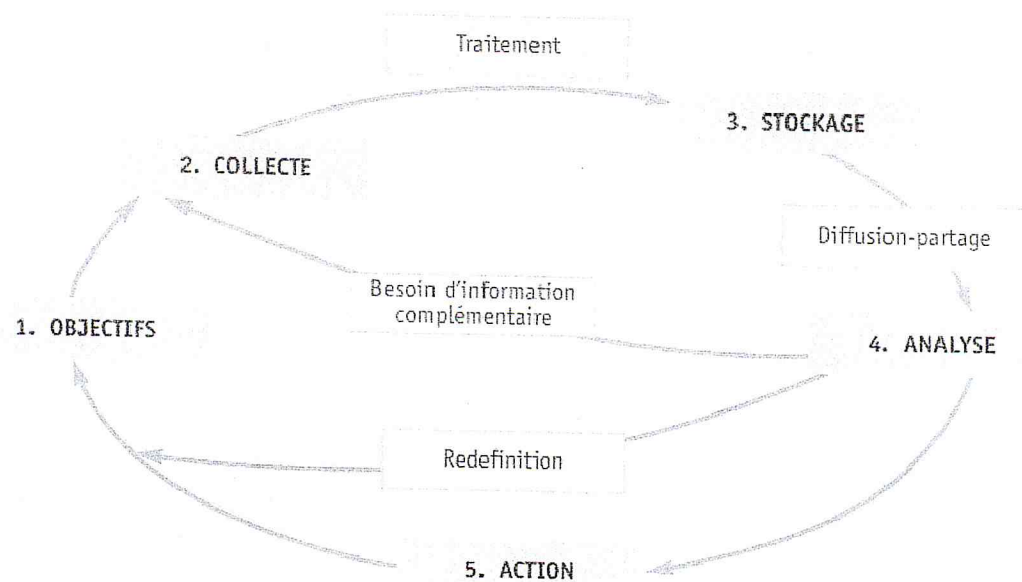 Traitement
3. STOCKAGE
2. COLLECTE
Diffusion-partage
Besoin d'information
complémentaire
1. OBJECTIFS
4. ANALYSE
Redefinition
5. ACTION